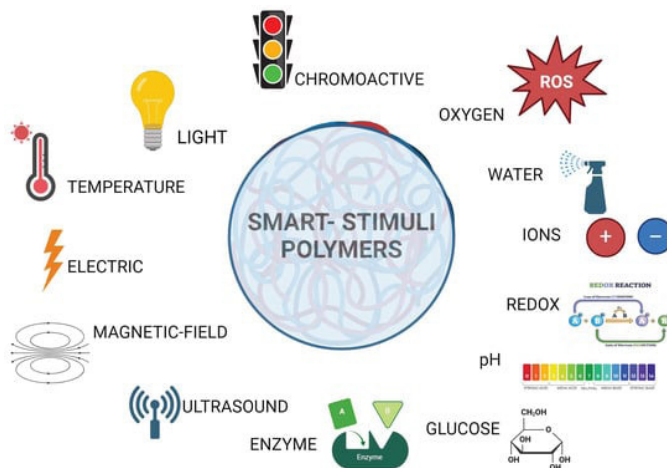 CHROMOACTIVE
ROS
OXYGEN
LIGHT
TEMPERATURE
WATER
SMART- STIMULI
POLYMERS
IONS
+
−
ELECTRIC
REDOX REACTION
REDOX
MAGNETIC-FIELD
pH
ULTRASOUND
A
B
ENZYME
Enzyme
GLUCOSE
CH₂OH
O
H
H
H
OH
H
OH
H
OH